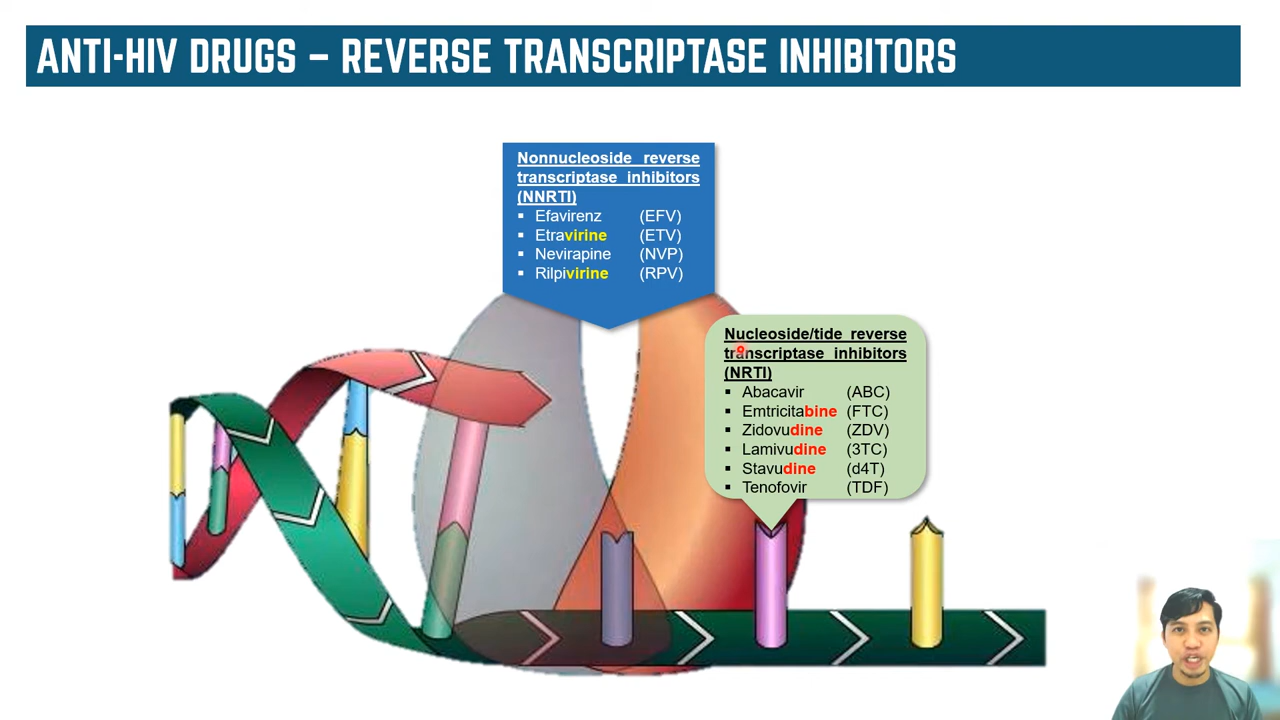 ANTI-HIV DRUGS – REVERSE TRANSCRIPTASE INHIBITORS
Nonnucleoside reverse
transcriptase inhibitors
(NNRTI)
▪ Efavirenz (EFV)
▪ Etravirine (ETV)
▪ Nevirapine (NVP)
▪ Rilpivirine (RPV)
Nucleoside/tide reverse
transcriptase inhibitors
(NRTI)
▪ Abacavir (ABC)
▪ Emtricitabine (FTC)
▪ Zidovudine (ZDV)
▪ Lamivudine (3TC)
▪ Stavudine (d4T)
▪ Tenofovir (TDF)